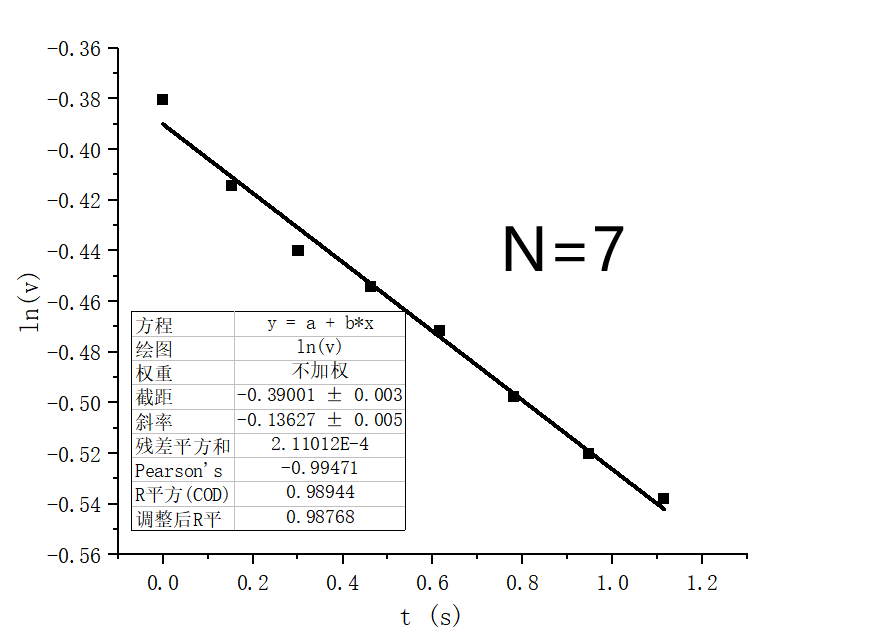 -0.36
-0.38
-0.40
-0.42
-0.44
-0.46
-0.48
-0.50
-0.52
-0.54
-0.56
ln(v)
N=7
方程 y = a + b*x
绘图 ln(v)
权重 不加权
截距 -0.39001 ± 0.003
斜率 -0.13627 ± 0.005
残差平方和 2.11012E-4
Pearson's -0.99471
R平方(COD) 0.98944
调整后R平 0.98768
0.0 0.2 0.4 0.6 0.8 1.0 1.2
t (s)